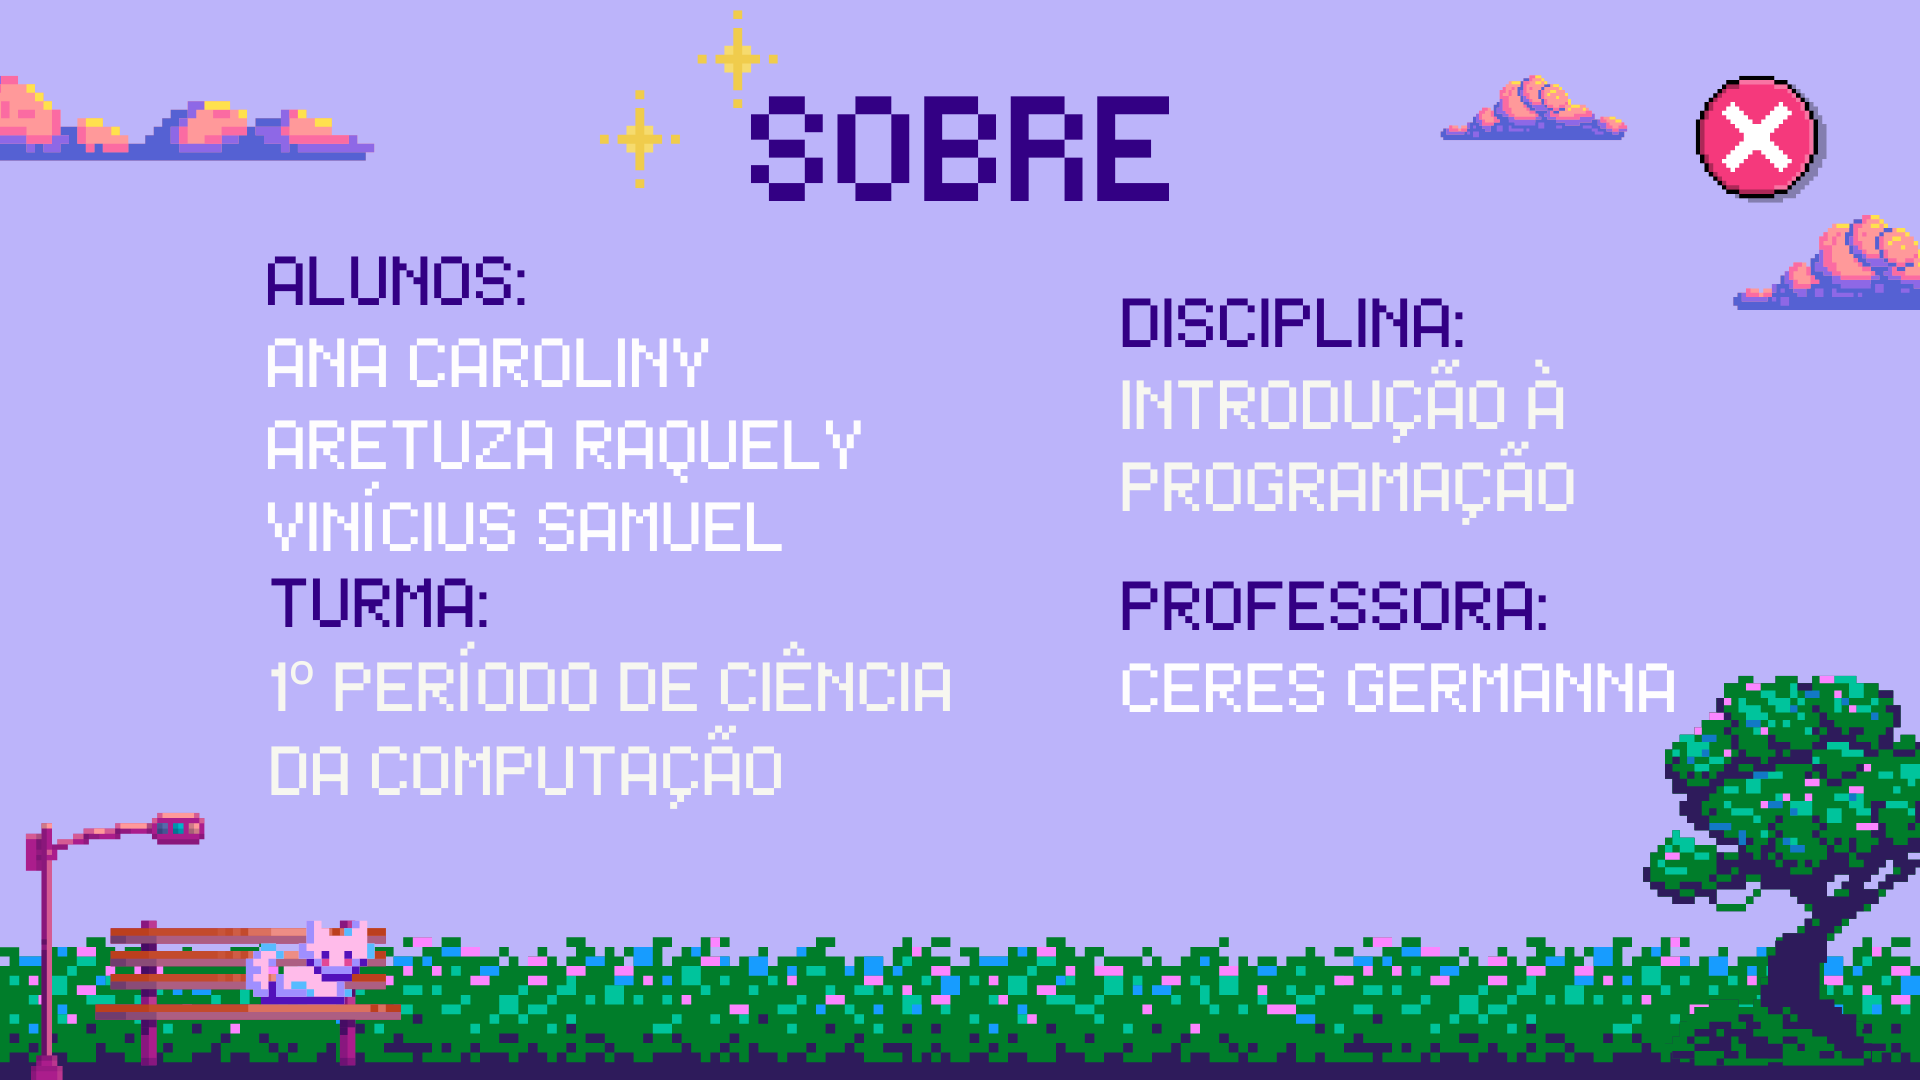 SOBRE
ALUNOS:
ANA CAROLINY
ARETUZA RAQUELY
VINÍCIUS SAMUEL
TURMA:
1º PERÍODO DE CIÊNCIA
DA COMPUTAÇÃO
DISCIPLINA:
INTRODUÇÃO À
PROGRAMAÇÃO
PROFESSORA:
CERES GERMANNA